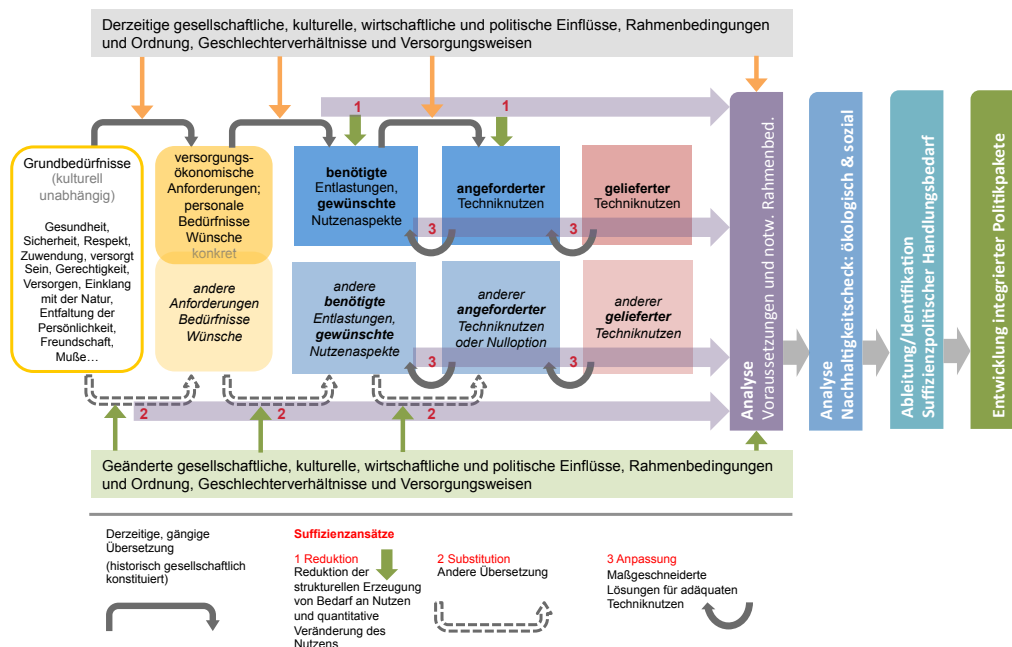 Derzeitige gesellschaftliche, kulturelle, wirtschaftliche und politische Einflüsse, Rahmenbedingungen
und Ordnung, Geschlechterverhältnisse und Versorgungsweisen
1
1
Grundbedürfnisse
(kulturell
unabhängig)
Gesundheit,
Sicherheit, Respekt,
Zuwendung, versorgt
Sein, Gerechtigkeit,
Versorgen, Einklang
mit der Natur,
Entfaltung der
Persönlichkeit,
Freundschaft,
Muße…
versorgungs-
ökonomische
Anforderungen;
personale
Bedürfnisse
Wünsche
konkret
andere
Anforderungen
Bedürfnisse
Wünsche
benötigte
Entlastungen,
gewünschte
Nutzenaspekte
angeforderter
Techniknutzen
gelieferter
Techniknutzen
3
3
andere
benötigte
Entlastungen,
gewünschte
Nutzenaspekte
anderer
angeforderter
Techniknutzen
oder Nulloption
anderer
gelieferter
Techniknutzen
3
3
2
2
2
Analyse
Voraussetzungen und notw. Rahmenbed.
Analyse
Nachhaltigkeitscheck: ökologisch & sozial
Ableitung/Identifikation
Suffizienzpolitischer Handlungsbedarf
Entwicklung integrierter Politikpakete
Geänderte gesellschaftliche, kulturelle, wirtschaftliche und politische Einflüsse, Rahmenbedingungen
und Ordnung, Geschlechterverhältnisse und Versorgungsweisen
Derzeitige, gängige
Übersetzung
(historisch gesellschaftlich
konstituiert)
Suffizienzansätze
1 Reduktion
Reduktion der
strukturellen Erzeugung
von Bedarf an Nutzen
und quantitative
Veränderung des
Nutzens
2 Substitution
Andere Übersetzung
3 Anpassung
Maßgeschneiderte
Lösungen für adäquaten
Techniknutzen